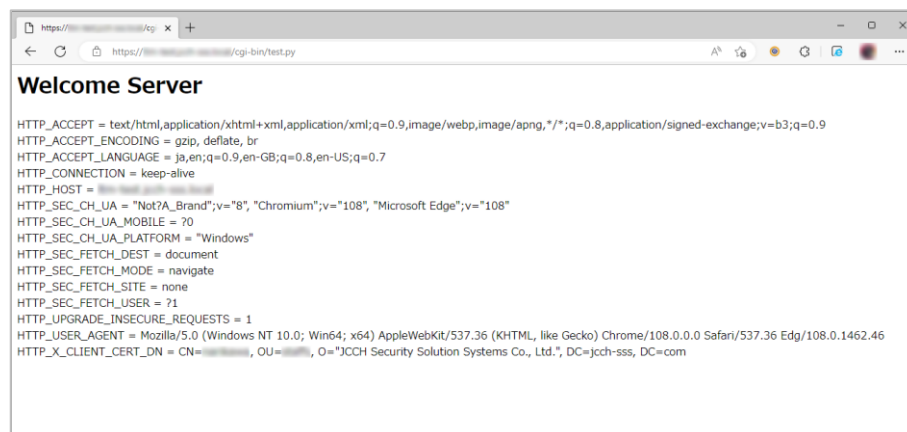 https:// /cg
https:// /cgi-bin/test.py
Welcome Server
HTTP_ACCEPT = text/html,application/xhtml+xml,application/xml;q=0.9,image/webp,image/apng,*/*;q=0.8,application/signed-exchange;v=b3;q=0.9
HTTP_ACCEPT_ENCODING = gzip, deflate, br
HTTP_ACCEPT_LANGUAGE = ja,en;q=0.9,en-GB;q=0.8,en-US;q=0.7
HTTP_CONNECTION = keep-alive
HTTP_HOST =
HTTP_SEC_CH_UA = "Not?A_Brand";v="8", "Chromium";v="108", "Microsoft Edge";v="108"
HTTP_SEC_CH_UA_MOBILE = ?0
HTTP_SEC_CH_UA_PLATFORM = "Windows"
HTTP_SEC_FETCH_DEST = document
HTTP_SEC_FETCH_MODE = navigate
HTTP_SEC_FETCH_SITE = none
HTTP_SEC_FETCH_USER = ?1
HTTP_UPGRADE_INSECURE_REQUESTS = 1
HTTP_USER_AGENT = Mozilla/5.0 (Windows NT 10.0; Win64; x64) AppleWebKit/537.36 (KHTML, like Gecko) Chrome/108.0.0.0 Safari/537.36 Edg/108.0.1462.46
HTTP_X_CLIENT_CERT_DN = CN= , OU= , O="JCCH Security Solution Systems Co., Ltd.", DC=jcch-sss, DC=com